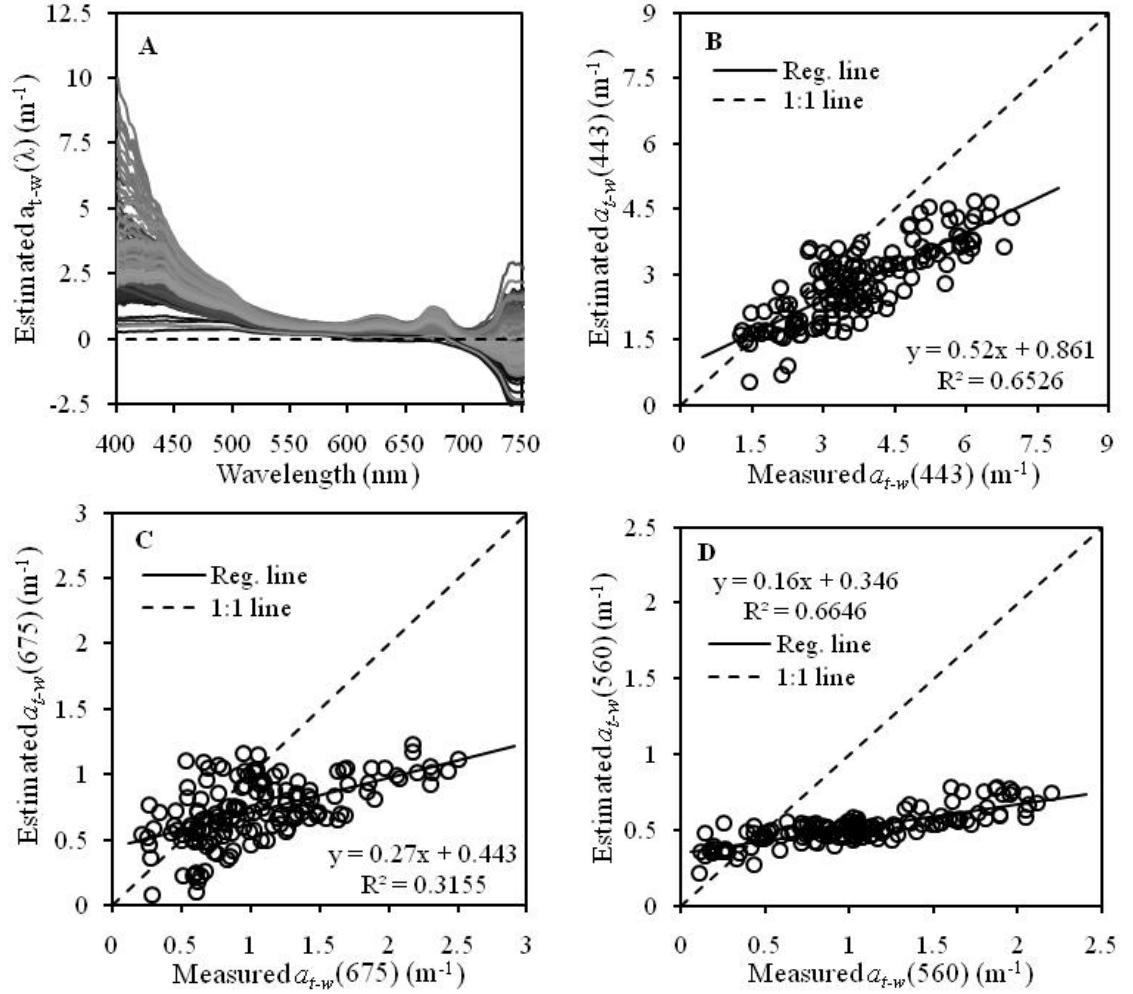 A
12.5
10
7.5
5
2.5
0
-2.5
Estimated a_{t-w}(λ) (m⁻¹)
400 450 500 550 600 650 700 750
Wavelength (nm)
B
Reg. line
1:1 line
9
7.5
6
4.5
3
1.5
0
Estimated a_{t-w}(443) (m⁻¹)
y = 0.52x + 0.861
R² = 0.6526
0 1.5 3 4.5 6 7.5 9
Measured a_{t-w}(443) (m⁻¹)
C
Reg. line
1:1 line
3
2.5
2
1.5
1
0.5
0
Estimated a_{t-w}(675) (m⁻¹)
y = 0.27x + 0.443
R² = 0.3155
0 0.5 1 1.5 2 2.5 3
Measured a_{t-w}(675) (m⁻¹)
D
y = 0.16x + 0.346
R² = 0.6646
Reg. line
1:1 line
2.5
2
1.5
1
0.5
0
Estimated a_{t-w}(560) (m⁻¹)
0 0.5 1 1.5 2 2.5
Measured a_{t-w}(560) (m⁻¹)